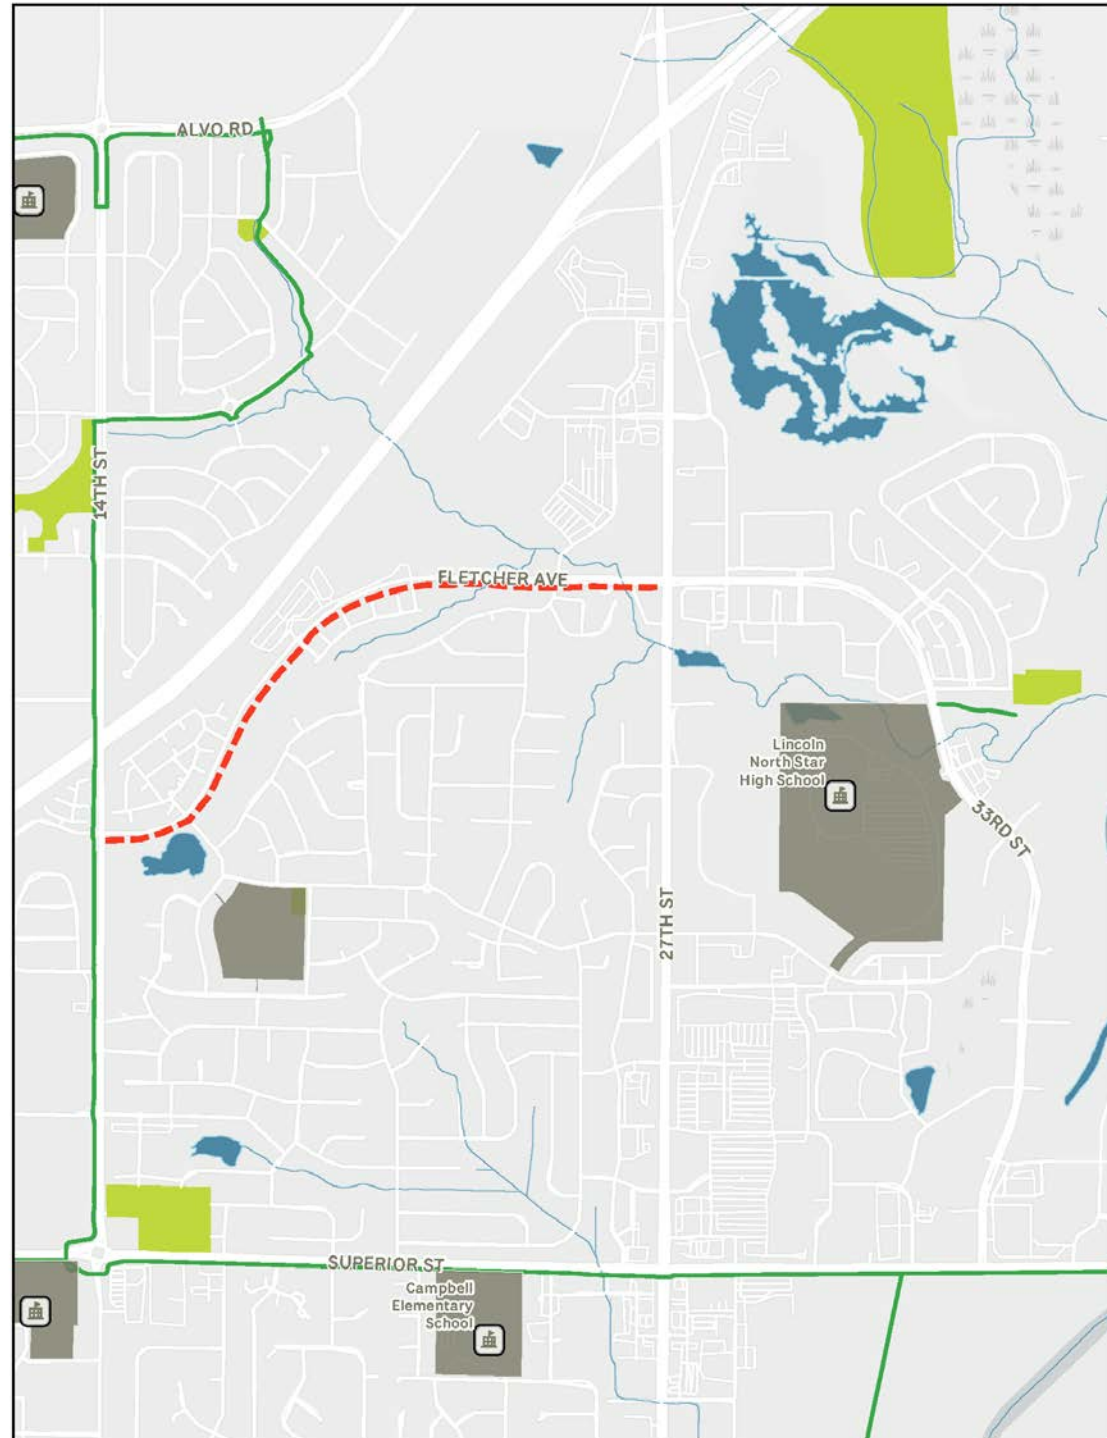 ALVO RD
14TH ST
FLETCHER AVE
Lincoln
North Star
High School
33RD ST
27TH ST
SUPERIOR ST
Campbell
Elementary
School